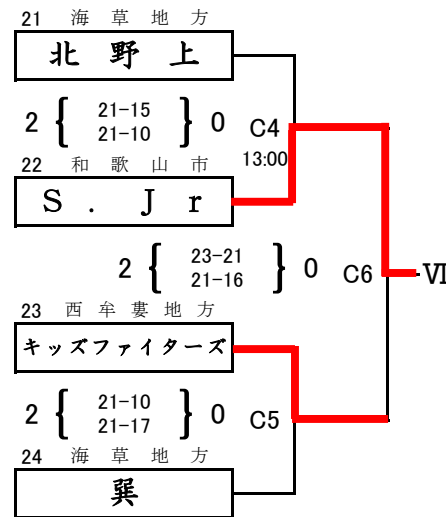 21 海草地方
北野上
2 { 21-15 } 0 C4
21-10
13:00
22 和歌山市
S.Jr
2 { 23-21 } 0 C6 Ⅵ
21-16
23 西牟婁地方
キッズファイターズ
2 { 21-10 } 0 C5
21-17
24 海草地方
巽